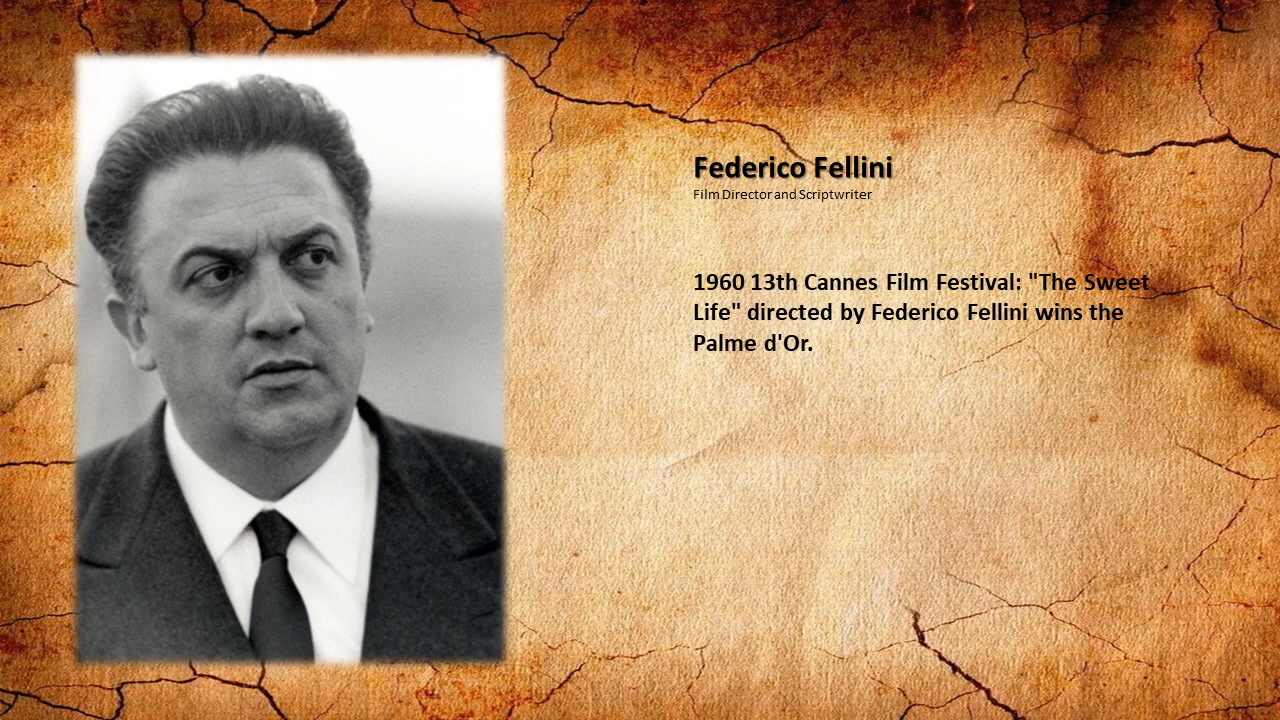 Federico Fellini
Film Director and Scriptwriter
1960 13th Cannes Film Festival: "The Sweet
Life" directed by Federico Fellini wins the
Palme d'Or.